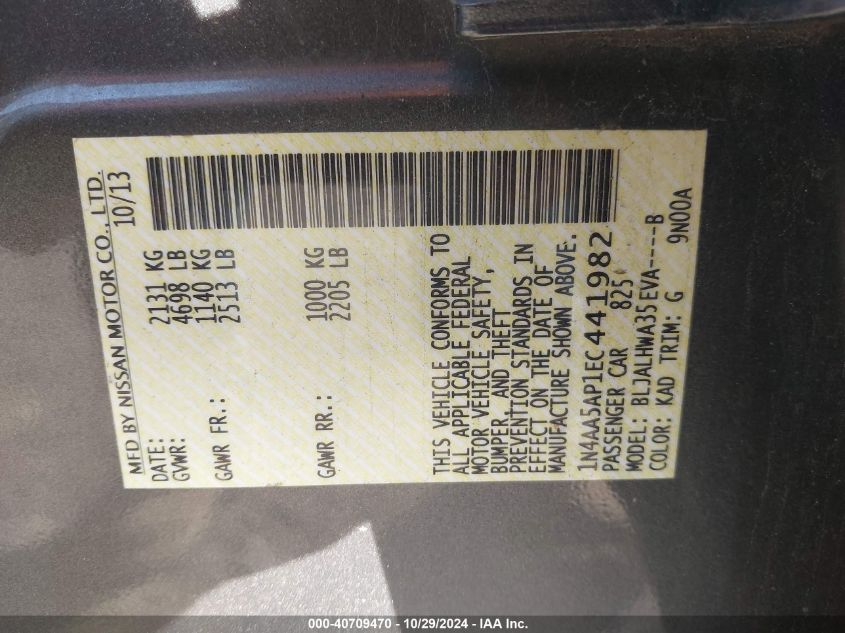 MFD BY NISSAN MOTOR CO., LTD.
DATE: 10/13
GVWR: 2131 KG
4698 LB
GAWR FR.: 1140 KG
2513 LB
GAWR RR.: 1000 KG
2205 LB
THIS VEHICLE CONFORMS TO
ALL APPLICABLE FEDERAL
MOTOR VEHICLE SAFETY,
BUMPER, AND THEFT
PREVENTION STANDARDS IN
EFFECT ON THE DATE OF
MANUFACTURE SHOWN ABOVE.
1N4AA5AP1EC441982
PASSENGER CAR 825
MODEL: BLJALHWA35EVA-----B
COLOR: KAD TRIM: G 9N00A
000-40709470 - 10/29/2024 - IAA Inc.